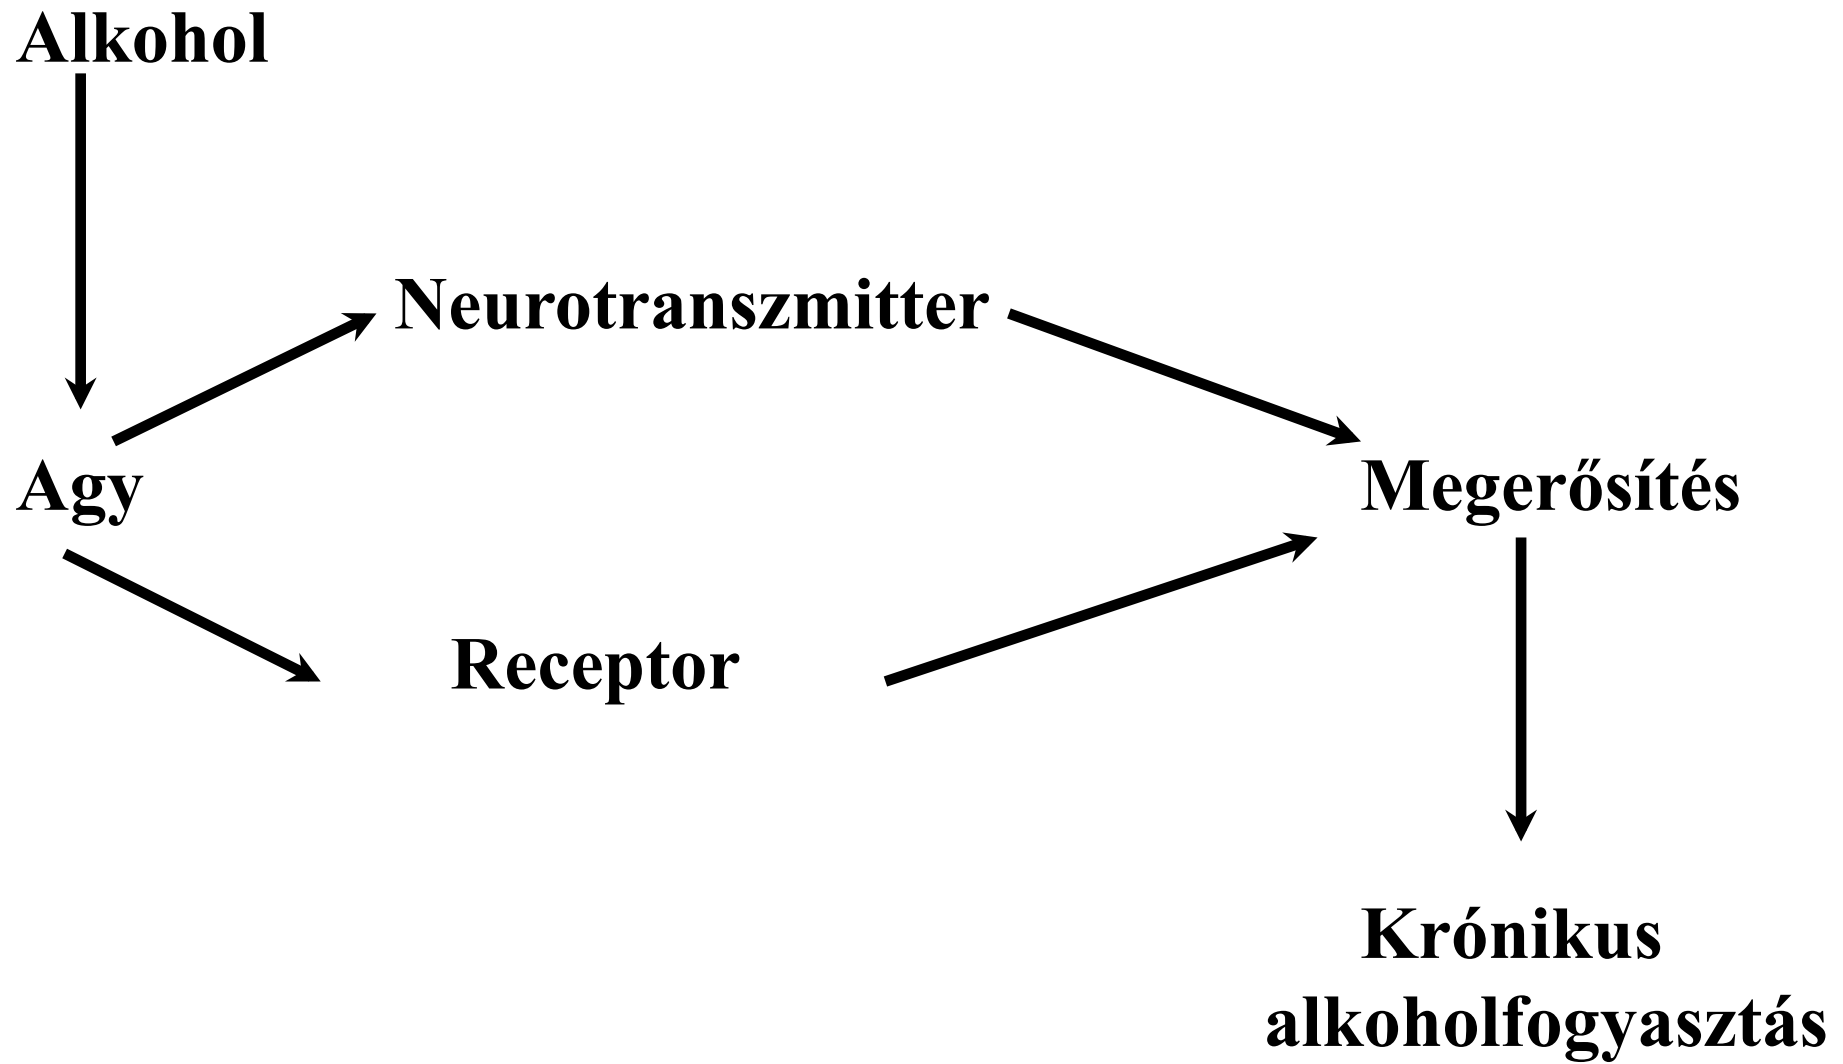 Alkohol
Neurotranszmitter
Agy
Megerősítés
Receptor
Krónikus
alkoholfogyasztás